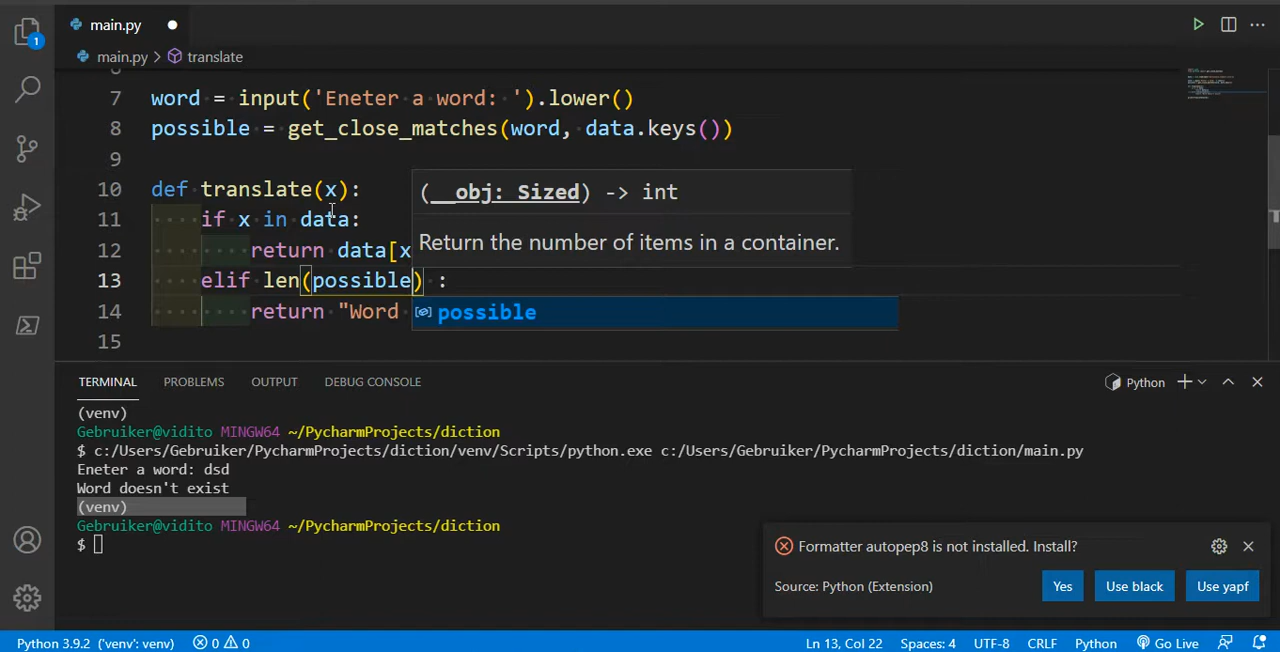 main.py
main.py > translate
1
6
7 word = input('Eneter a word: ').lower()
8 possible = get_close_matches(word, data.keys())
9
10 def translate(x):
(__obj: Sized) -> int
11 if x in data:
12 return data[x
Return the number of items in a container.
13 elif len(possible) :
14 return "Word
possible
15
TERMINAL PROBLEMS OUTPUT DEBUG CONSOLE
Python
(venv)
Gebruiker@vidito MINGW64 ~/PycharmProjects/diction
$ c:/Users/Gebruiker/PycharmProjects/diction/venv/Scripts/python.exe c:/Users/Gebruiker/PycharmProjects/diction/main.py
Eneter a word: dsd
Word doesn't exist
(venv)
Gebruiker@vidito MINGW64 ~/PycharmProjects/diction
$
Formatter autopep8 is not installed. Install?
Source: Python (Extension)
Yes Use black Use yapf
Python 3.9.2 ('venv': venv) 0 0 Ln 13, Col 22 Spaces: 4 UTF-8 CRLF Python Go Live